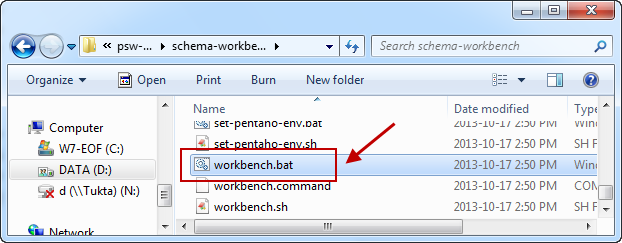 « psw-... ▸ schema-workbe... ▸
Search schema-workbench
Organize Open Print Burn New folder
Name Date modified Type
set-pentaho-env.bat 2013-10-17 2:50 PM Wind
Computer set-pentaho-env.sh 2013-10-17 2:50 PM SH F
W7-EOF (C:) workbench.bat 2013-10-17 2:50 PM Wind
DATA (D:) workbench.command 2013-10-17 2:50 PM COM
d (\\Tukta) (N:) workbench.sh 2013-10-17 2:50 PM SH F
Network